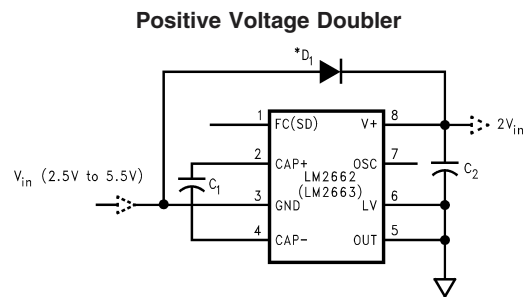 Positive Voltage Doubler
*D1
1 FC(SD) V+ 8
2Vin
2 CAP+ OSC 7
LM2662
(LM2663)
Vin (2.5V to 5.5V)
C1
C2
3 GND LV 6
4 CAP- OUT 5